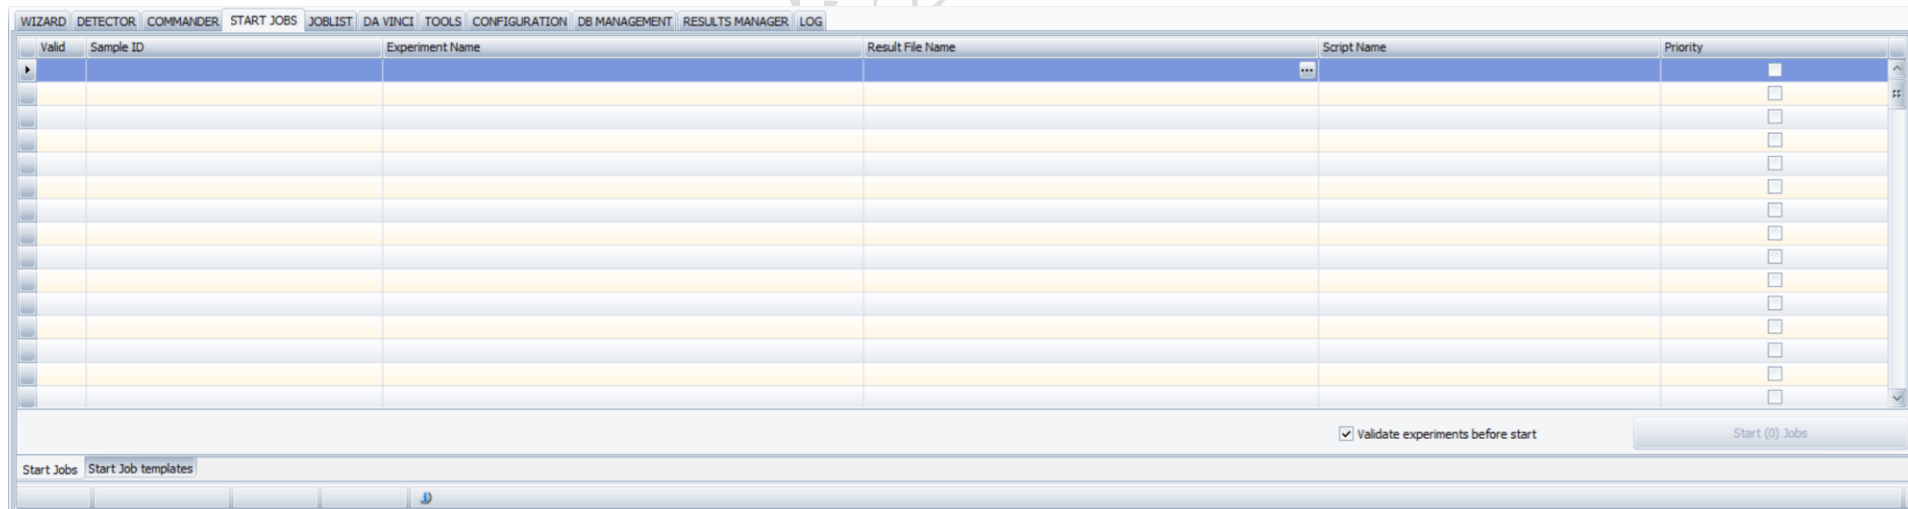 WIZARD DETECTOR COMMANDER START JOBS JOBLIST DA VINCI TOOLS CONFIGURATION DB MANAGEMENT RESULTS MANAGER LOG
Valid Sample ID Experiment Name Result File Name Script Name Priority
Validate experiments before start Start (0) Jobs
Start Jobs Start Job templates